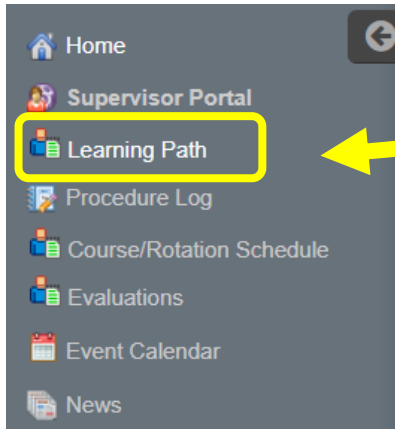 Home
Supervisor Portal
Learning Path
Procedure Log
Course/Rotation Schedule
Evaluations
Event Calendar
News